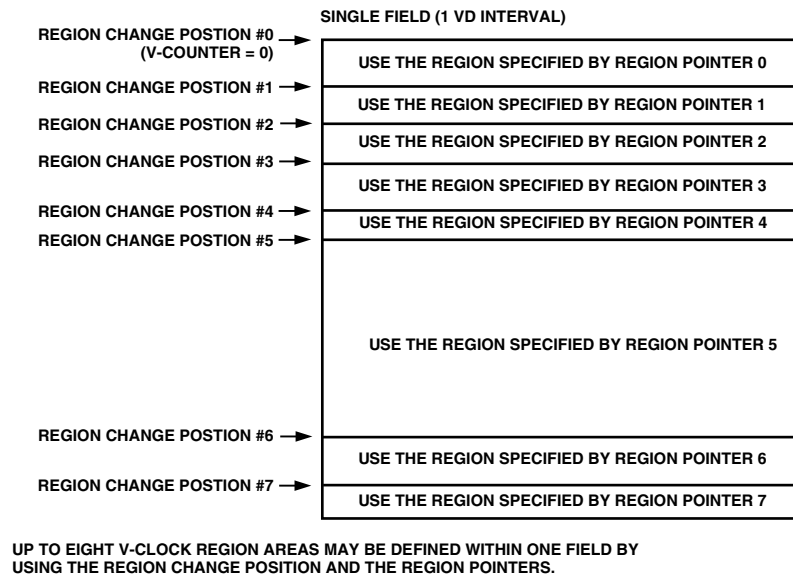 SINGLE FIELD (1 VD INTERVAL)
REGION CHANGE POSTION #0
(V-COUNTER = 0)
USE THE REGION SPECIFIED BY REGION POINTER 0
REGION CHANGE POSTION #1
USE THE REGION SPECIFIED BY REGION POINTER 1
REGION CHANGE POSTION #2
USE THE REGION SPECIFIED BY REGION POINTER 2
REGION CHANGE POSTION #3
USE THE REGION SPECIFIED BY REGION POINTER 3
REGION CHANGE POSTION #4
USE THE REGION SPECIFIED BY REGION POINTER 4
REGION CHANGE POSTION #5
USE THE REGION SPECIFIED BY REGION POINTER 5
REGION CHANGE POSTION #6
USE THE REGION SPECIFIED BY REGION POINTER 6
REGION CHANGE POSTION #7
USE THE REGION SPECIFIED BY REGION POINTER 7
UP TO EIGHT V-CLOCK REGION AREAS MAY BE DEFINED WITHIN ONE FIELD BY
USING THE REGION CHANGE POSITION AND THE REGION POINTERS.